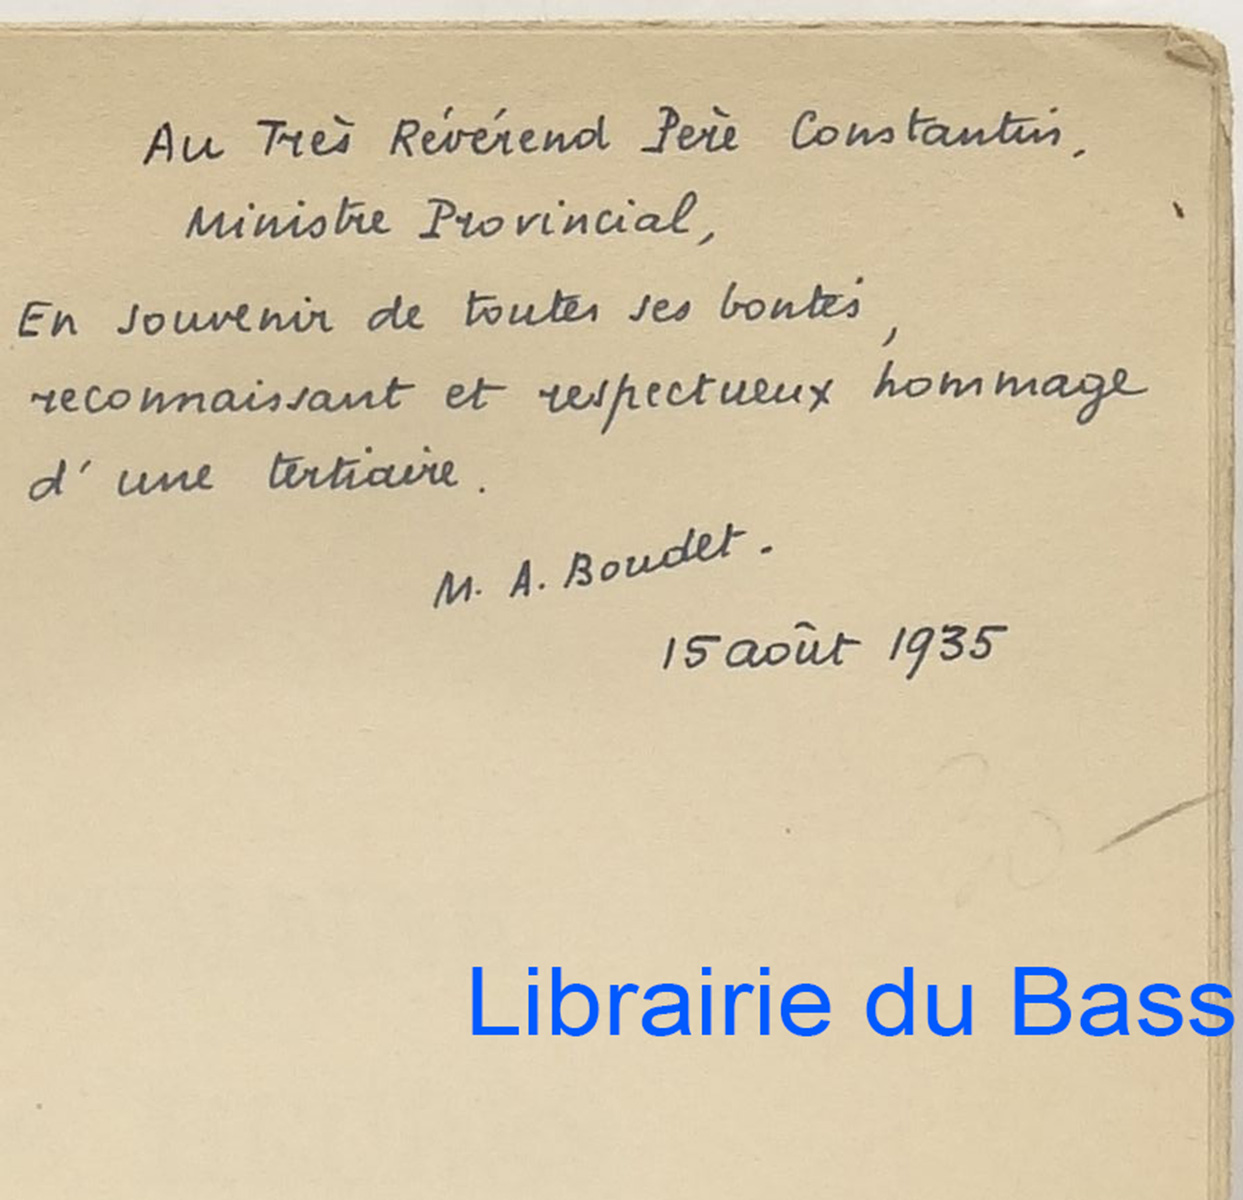 Au Très Révérend Père Constantin,
Ministre Provincial,
En souvenir de toutes ses bontés,
reconnaissant et respectueux hommage
d'une tertiaire.
M. A. Boudet.
15 août 1935
Librairie du Bass